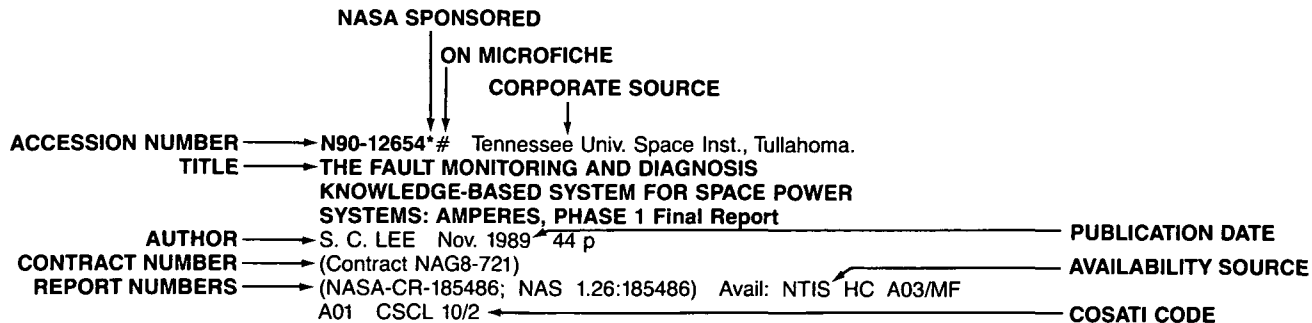 NASA SPONSORED
ON MICROFICHE
CORPORATE SOURCE
ACCESSION NUMBER N90-12654*# Tennessee Univ. Space Inst., Tullahoma.
TITLE THE FAULT MONITORING AND DIAGNOSIS
KNOWLEDGE-BASED SYSTEM FOR SPACE POWER
SYSTEMS: AMPERES, PHASE 1 Final Report
AUTHOR S. C. LEE Nov. 1989 44 p PUBLICATION DATE
CONTRACT NUMBER (Contract NAG8-721) AVAILABILITY SOURCE
REPORT NUMBERS (NASA-CR-185486; NAS 1.26:185486) Avail: NTIS HC A03/MF
A01 CSCL 10/2 COSATI CODE